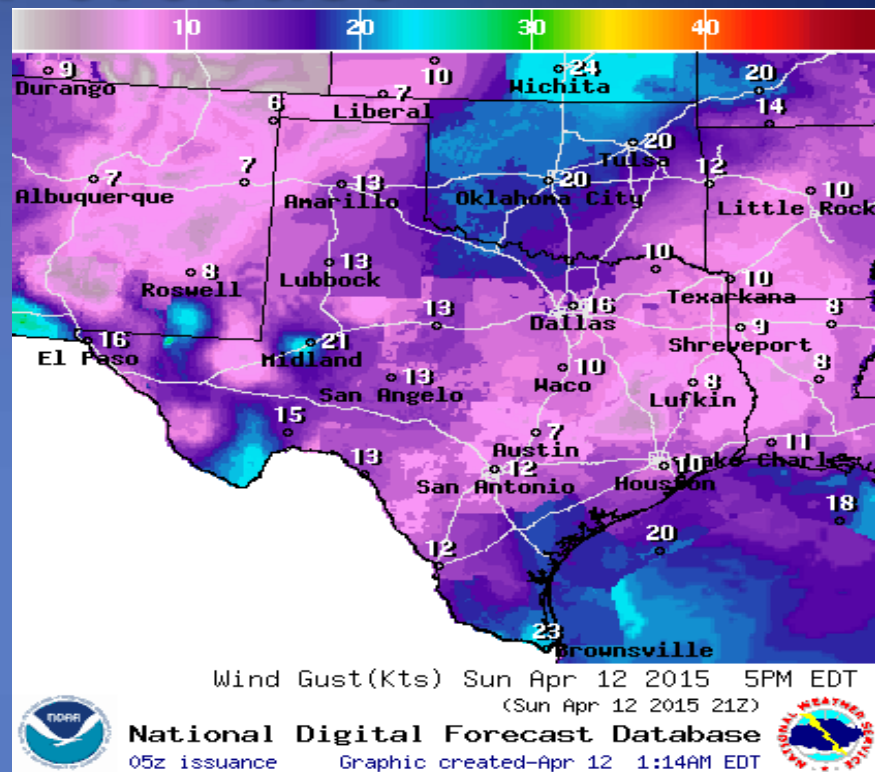 10 20 30 40
9 10 24 20
Durango Wichita
7
Liberal
6 14
20
Tulsa
7 7 13 20 12 10
Albuquerque Amarillo Oklahoma City Little Rock
8 13 10 10
Roswell Lubbock Texarkana
13 16 9 8
Dallas
16 21 Shreveport
El Paso Midland
13 10 8 8
San Angelo Waco Lufkin
15 7 11
Austin
13 12 10 Lake Charles
San Antonio Houston
18
12 20
23
Brownsville
Wind Gust(Kts) Sun Apr 12 2015 5PM EDT
(Sun Apr 12 2015 21Z)
NOAA
National Digital Forecast Database
05z issuance Graphic created-Apr 12 1:14AM EDT
NATIONAL WEATHER SERVICE